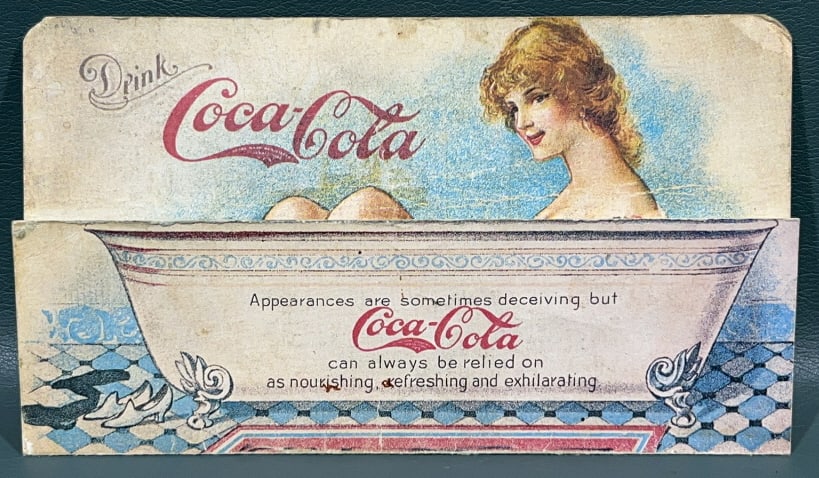 Drink
Coca-Cola
Appearances are sometimes deceiving but
Coca-Cola
can always be relied on
as nourishing, refreshing and exhilarating